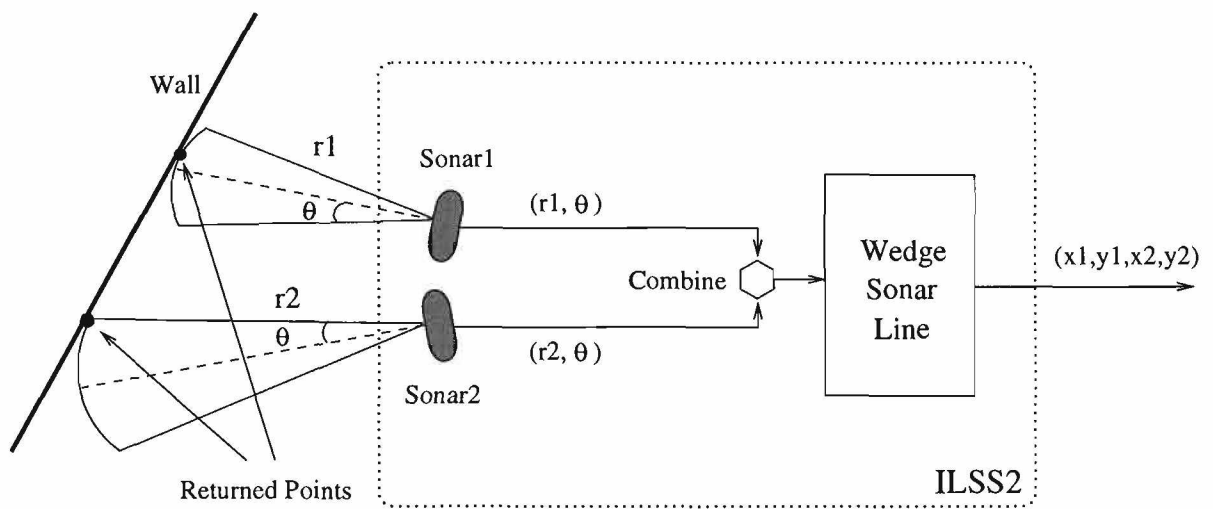 Wall
r1
Sonar1
θ
(r1, θ)
Combine
Wedge
Sonar
Line
(x1,y1,x2,y2)
r2
θ
(r2, θ)
Sonar2
Returned Points
ILSS2